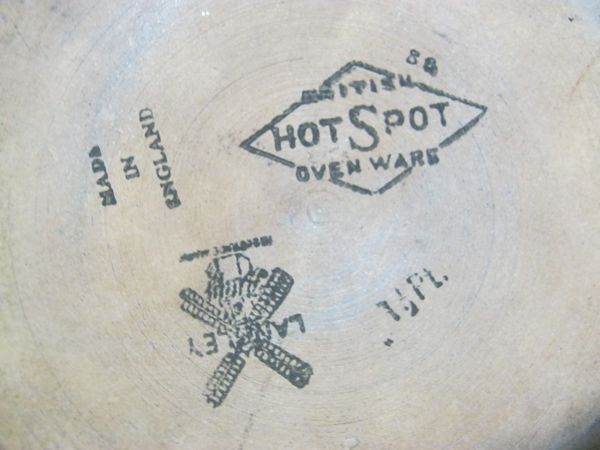 88
BRITISH
HOT SPOT
OVEN WARE
MADE
IN
ENGLAND
LANGLEY
1½ Pt.